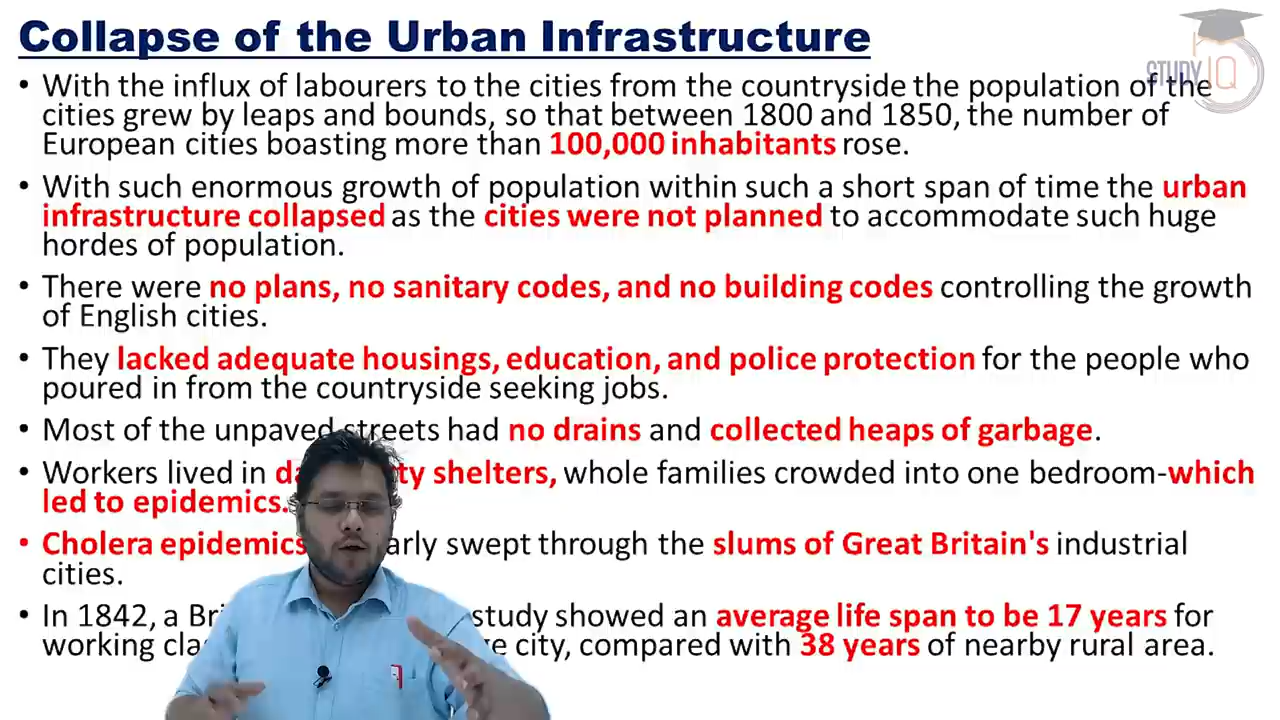 Collapse of the Urban Infrastructure
STUDY IQ
• With the influx of labourers to the cities from the countryside the population of the
cities grew by leaps and bounds, so that between 1800 and 1850, the number of
European cities boasting more than 100,000 inhabitants rose.
• With such enormous growth of population within such a short span of time the urban
infrastructure collapsed as the cities were not planned to accommodate such huge
hordes of population.
• There were no plans, no sanitary codes, and no building codes controlling the growth
of English cities.
• They lacked adequate housings, education, and police protection for the people who
poured in from the countryside seeking jobs.
• Most of the unpaved streets had no drains and collected heaps of garbage.
• Workers lived in shelters, whole families crowded into one bedroom-which
led to epidemics.
• Cholera epidemics swept through the slums of Great Britain's industrial
cities.
• In 1842, a study showed an average life span to be 17 years for
working city, compared with 38 years of nearby rural area.